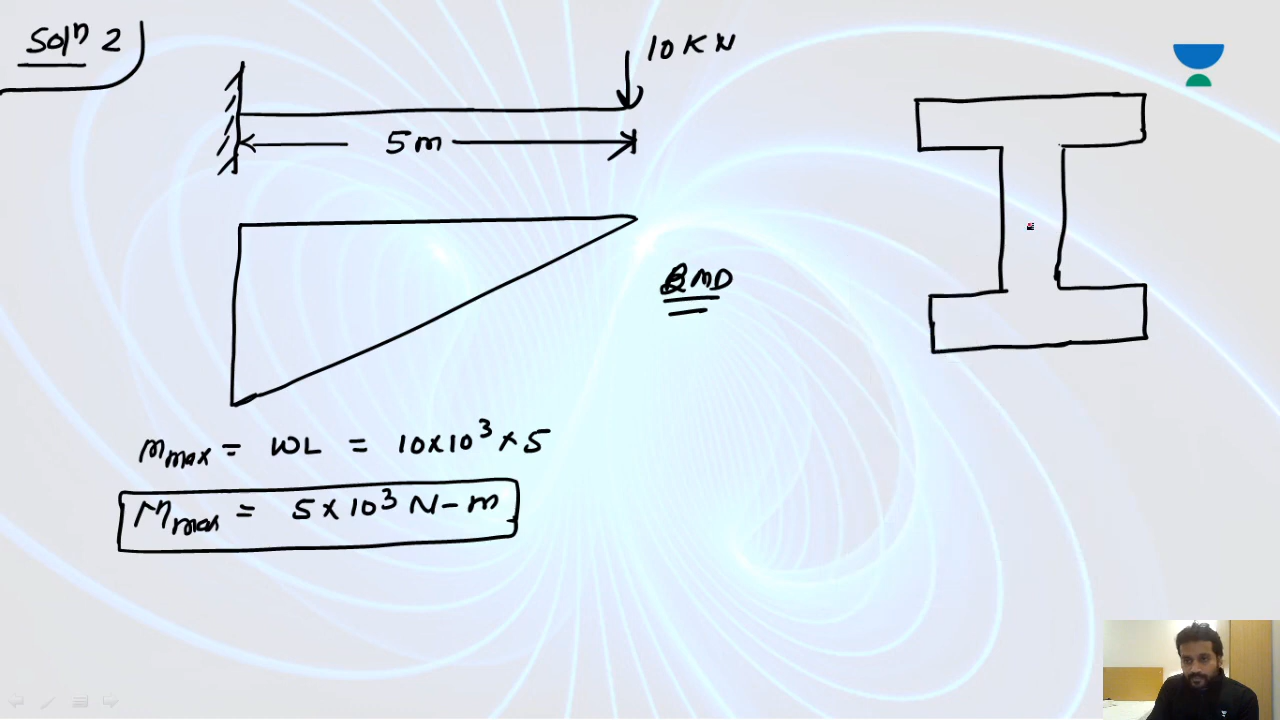 Solⁿ 2
10 KN
5m
BMD
Mmax = WL = 10×10³×5
Mmax = 5×10³ N-m